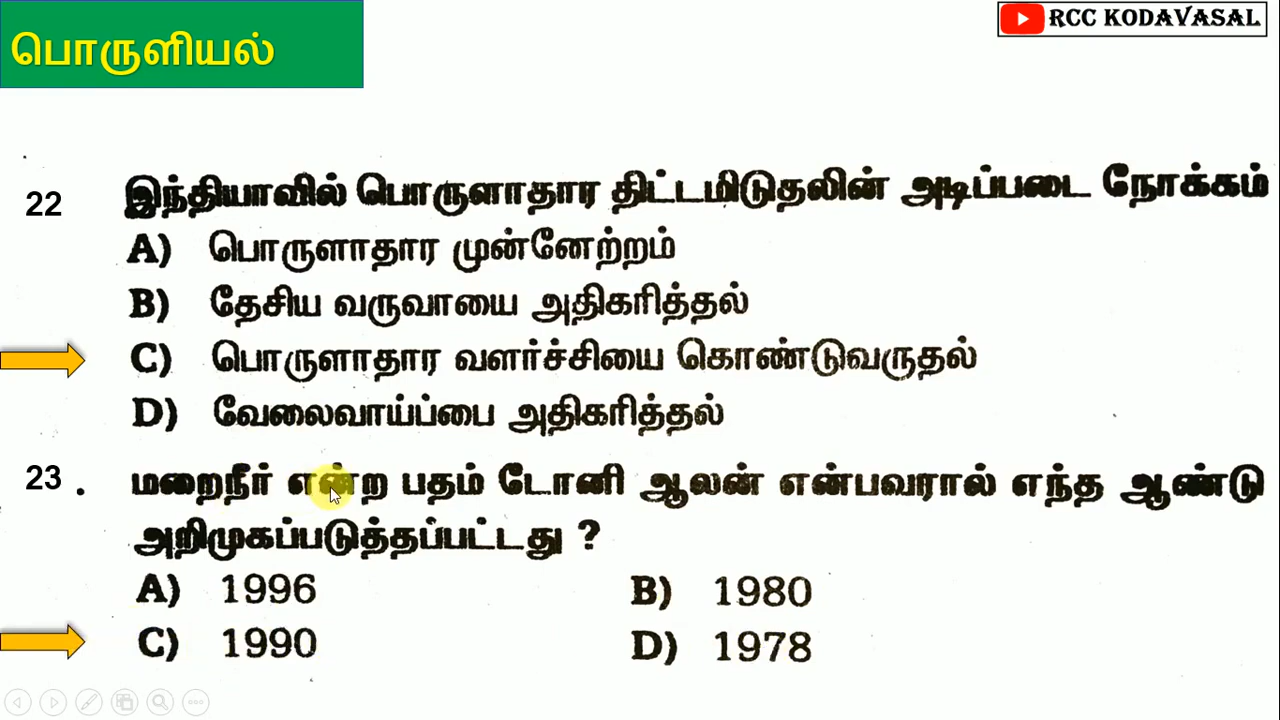 பொருளியல்
RCC KODAVASAL
22 இந்தியாவில் பொருளாதார திட்டமிடுதலின் அடிப்படை நோக்கம்
A) பொருளாதார முன்னேற்றம்
B) தேசிய வருவாயை அதிகரித்தல்
C) பொருளாதார வளர்ச்சியை கொண்டுவருதல்
D) வேலைவாய்ப்பை அதிகரித்தல்
23 . மறைநீர் என்ற பதம் டோனி ஆலன் என்பவரால் எந்த ஆண்டு
அறிமுகப்படுத்தப்பட்டது ?
A) 1996 B) 1980
C) 1990 D) 1978